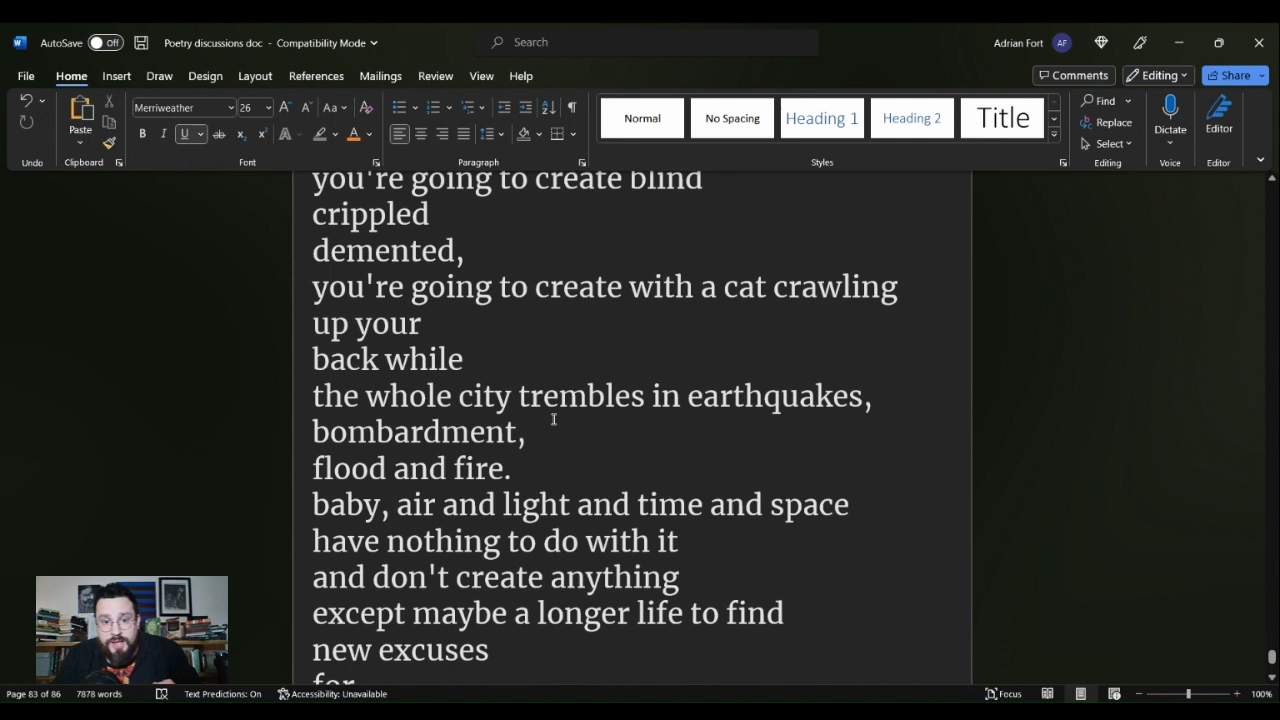 AutoSave Off Poetry discussions doc - Compatibility Mode Search Adrian Fort AF
File Home Insert Draw Design Layout References Mailings Review View Help Comments Editing Share
Paste Merriweather 26 Aa Normal No Spacing Heading 1 Heading 2 Title Find Replace Select Dictate Editor
B I U ab x₂ x² A A
Undo Clipboard Font Paragraph Styles Editing Voice Editor
you're going to create blind
crippled
demented,
you're going to create with a cat crawling
up your
back while
the whole city trembles in earthquakes,
bombardment,
flood and fire.
baby, air and light and time and space
have nothing to do with it
and don't create anything
except maybe a longer life to find
new excuses
for
Page 83 of 86 7878 words Text Predictions: On Accessibility: Unavailable Focus 100%